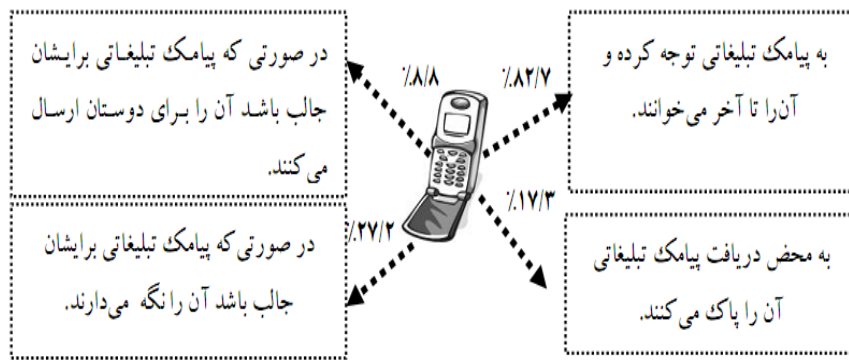 به پیامک تبلیغاتی توجه کرده و
آن‌را تا آخر می‌خوانند.
٪۸۲/۷
٪۸/۸
در صورتی که پیامک تبلیغاتی برایشان
جالب باشد آن را برای دوستان ارسال
می‌کنند.
به محض دریافت پیامک تبلیغاتی
آن را پاک می‌کنند.
٪۱۷/۳
٪۲۷/۲
در صورتی‌که پیامک تبلیغاتی برایشان
جالب باشد آن را نگه می‌دارند.